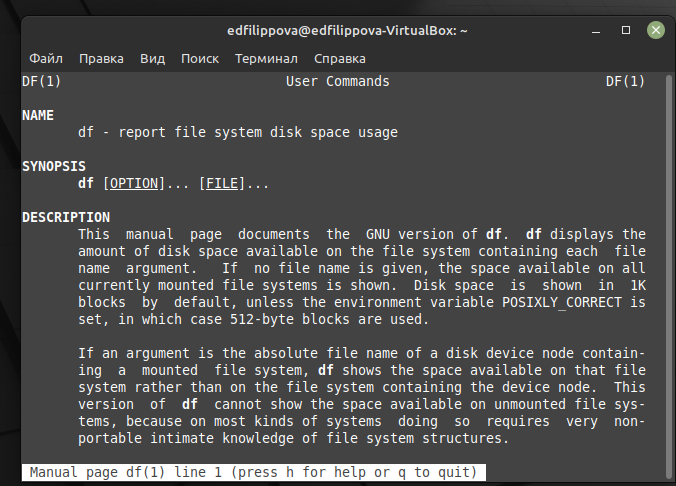 edfilippova@edfilippova-VirtualBox: ~
Файл Правка Вид Поиск Терминал Справка
DF(1) User Commands DF(1)
NAME
df - report file system disk space usage
SYNOPSIS
df [OPTION]... [FILE]...
DESCRIPTION
This manual page documents the GNU version of df. df displays the
amount of disk space available on the file system containing each file
name argument. If no file name is given, the space available on all
currently mounted file systems is shown. Disk space is shown in 1K
blocks by default, unless the environment variable POSIXLY_CORRECT is
set, in which case 512-byte blocks are used.
If an argument is the absolute file name of a disk device node contain-
ing a mounted file system, df shows the space available on that file
system rather than on the file system containing the device node. This
version of df cannot show the space available on unmounted file sys-
tems, because on most kinds of systems doing so requires very non-
portable intimate knowledge of file system structures.
Manual page df(1) line 1 (press h for help or q to quit)